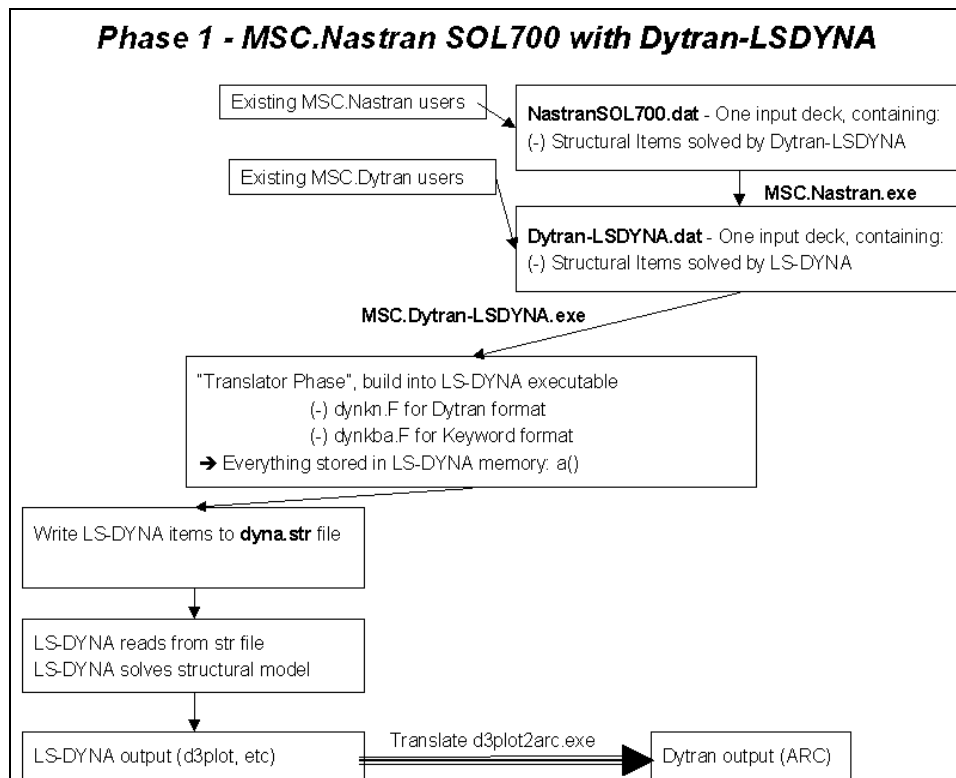 Phase 1 - MSC.Nastran SOL700 with Dytran-LSDYNA
Existing MSC.Nastran users
NastranSOL700.dat - One input deck, containing:
(-) Structural Items solved by Dytran-LSDYNA
Existing MSC.Dytran users
MSC.Nastran.exe
Dytran-LSDYNA.dat - One input deck, containing:
(-) Structural Items solved by LS-DYNA
MSC.Dytran-LSDYNA.exe
"Translator Phase", build into LS-DYNA executable
(-) dynkn.F for Dytran format
(-) dynkba.F for Keyword format
➔ Everything stored in LS-DYNA memory: a()
Write LS-DYNA items to dyna.str file
LS-DYNA reads from str file
LS-DYNA solves structural model
LS-DYNA output (d3plot, etc)
Translate d3plot2arc.exe
Dytran output (ARC)